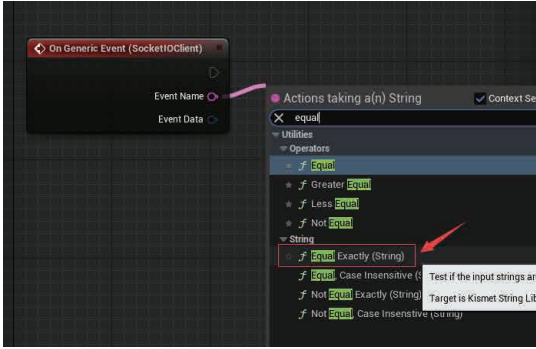 On Generic Event (SocketIOClient)
Event Name
Event Data
Actions taking a(n) String
Context Se
equal
Utilities
Operators
f Equal
f Greater Equal
f Less Equal
f Not Equal
String
f Equal Exactly (String)
f Equal, Case Insensitive (S
Test if the input strings ar
f Not Equal Exactly (String)
Target is Kismet String Lib
f Not Equal, Case Insenstive (String)